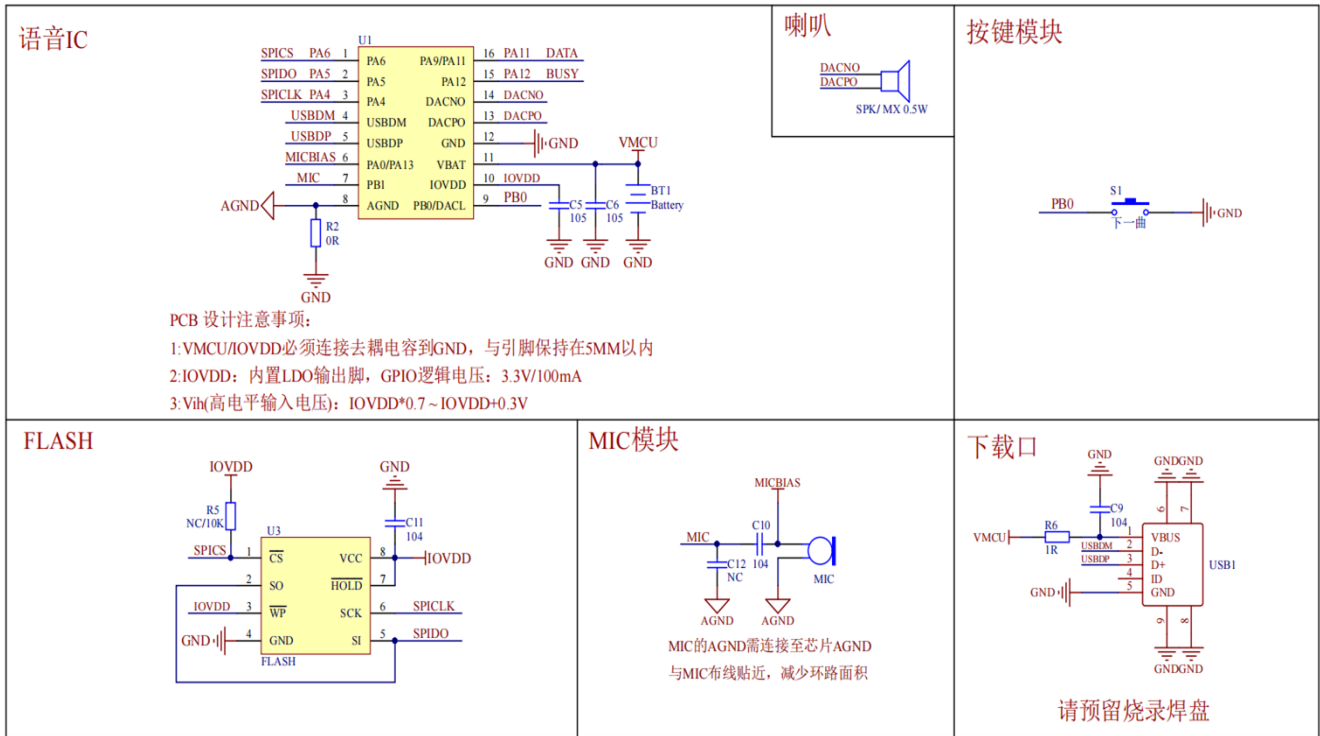 语音IC
U1
SPICS PA6 1 PA6 PA9/PA11 16 PA11 DATA
SPIDO PA5 2 PA5 PA12 15 PA12 BUSY
SPICLK PA4 3 PA4 DACNO 14 DACNO
USBDM 4 USBDM DACPO 13 DACPO
USBDP 5 USBDP GND 12 GND
MICBIAS 6 PA0/PA13 VBAT 11 VMCU
MIC 7 PB1 IOVDD 10 IOVDD
AGND 8 AGND PB0/DACL 9 PB0
R2
0R
GND
C5
105
C6
105
BT1
Battery
GND GND GND
PCB 设计注意事项:
1:VMCU/IOVDD必须连接去耦电容到GND，与引脚保持在5MM以内
2:IOVDD：内置LDO输出脚，GPIO逻辑电压：3.3V/100mA
3:Vih(高电平输入电压)：IOVDD*0.7 ~ IOVDD+0.3V
喇叭
DACNO
DACPO
SPK/ MX 0.5W
按键模块
S1
PB0
下一曲
GND
FLASH
IOVDD
GND
R5
NC/10K
C11
104
U3
SPICS 1 CS VCC 8 IOVDD
2 SO HOLD 7
IOVDD 3 WP SCK 6 SPICLK
GND 4 GND SI 5 SPIDO
FLASH
MIC模块
MICBIAS
MIC
C10
104
C12
NC
MIC
AGND AGND
MIC的AGND需连接至芯片AGND
与MIC布线贴近，减少环路面积
下载口
GND
GNDGND
C9
104
6 7
VMCU
R6
1R
1 VBUS
USBDM 2 D-
USBDP 3 D+
4 ID
GND 5 GND
USB1
9 8
GNDGND
请预留烧录焊盘